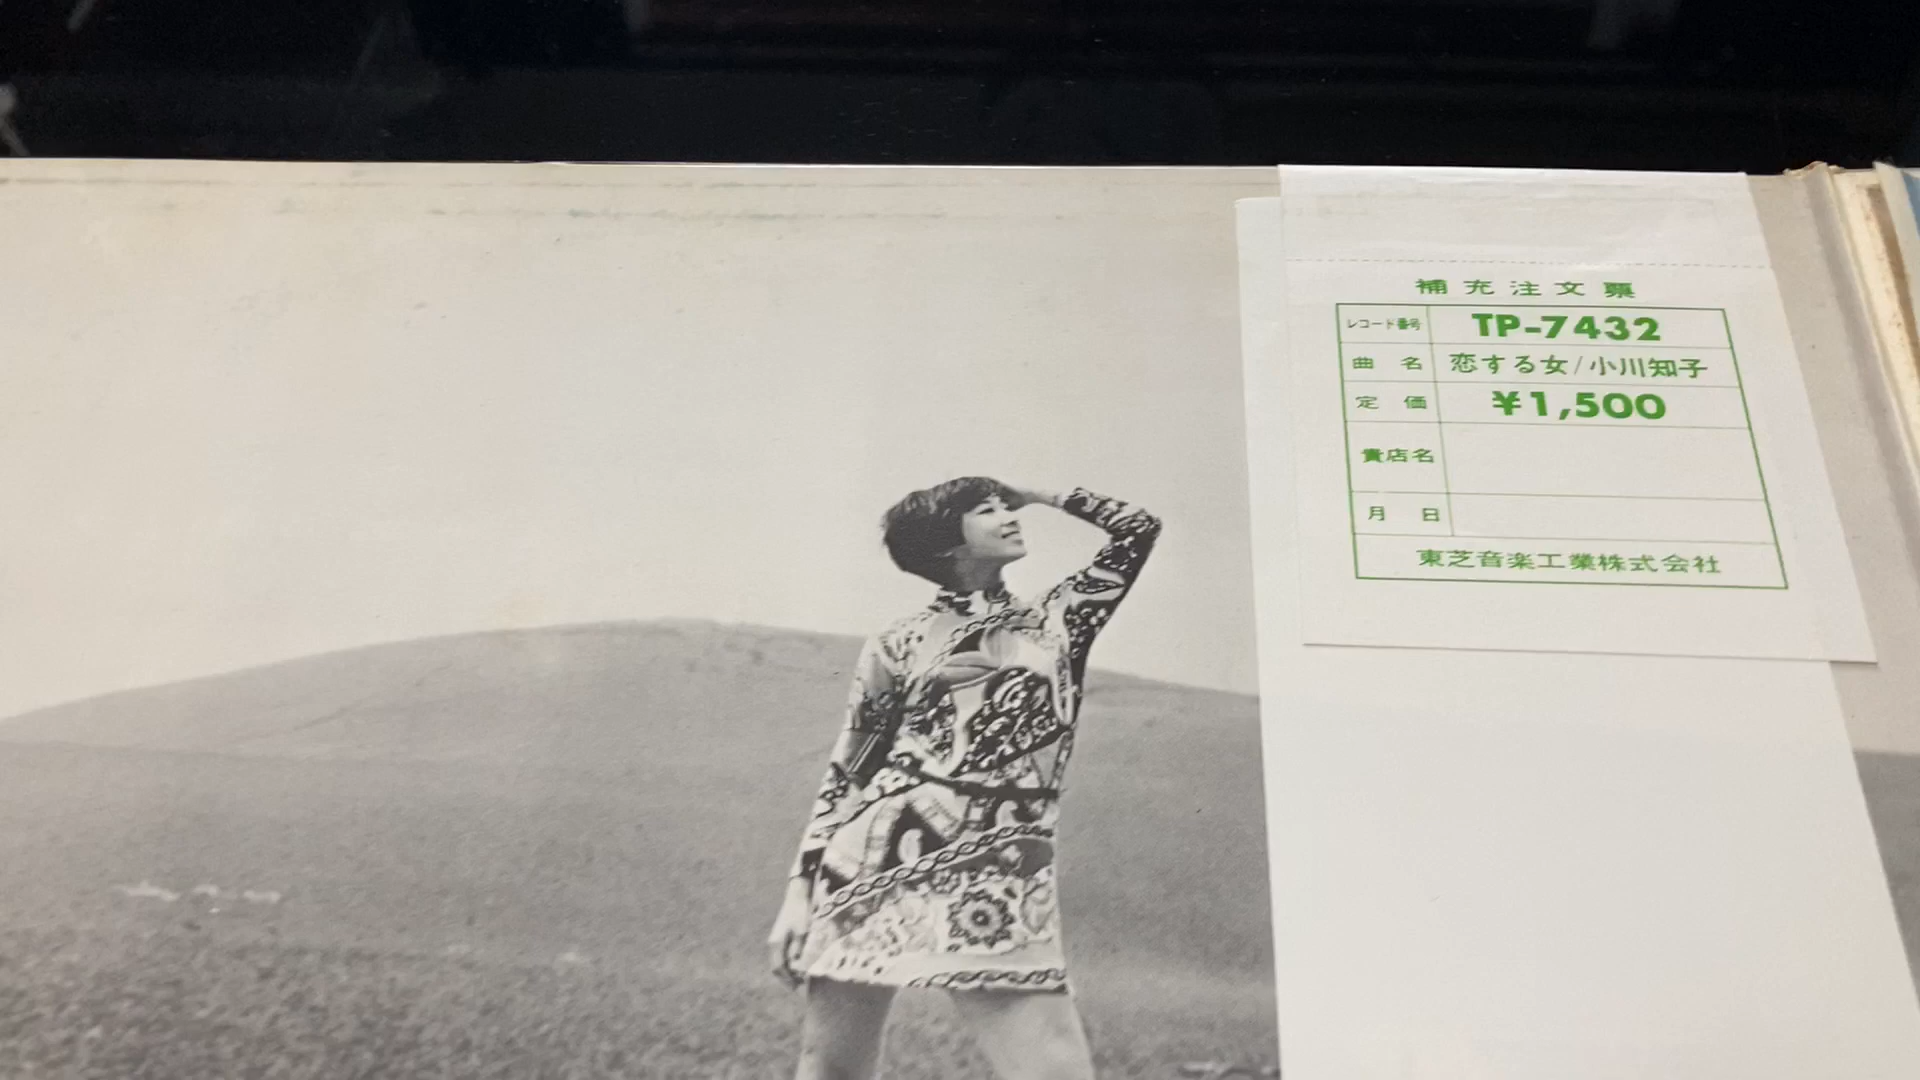 補充注文票
レコード番号 TP-7432
曲名 恋する女/小川知子
定価 ¥1,500
貴店名
月日
東芝音楽工業株式会社